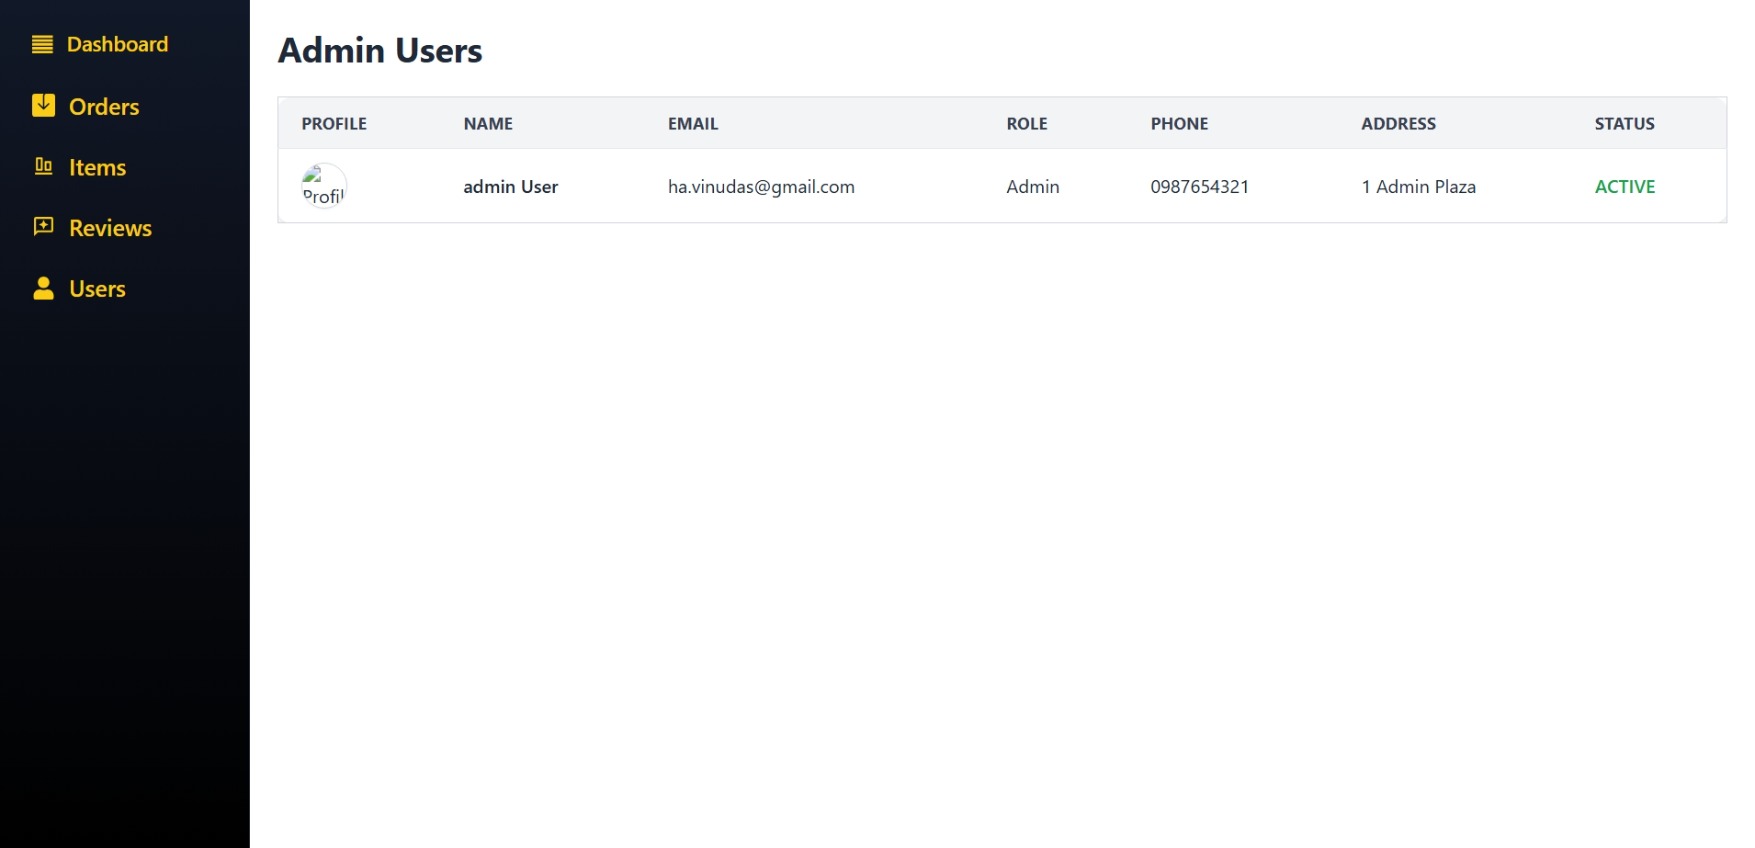 Dashboard
Orders
Items
Reviews
Users
Admin Users
PROFILE NAME EMAIL ROLE PHONE ADDRESS STATUS
Profil admin User ha.vinudas@gmail.com Admin 0987654321 1 Admin Plaza ACTIVE